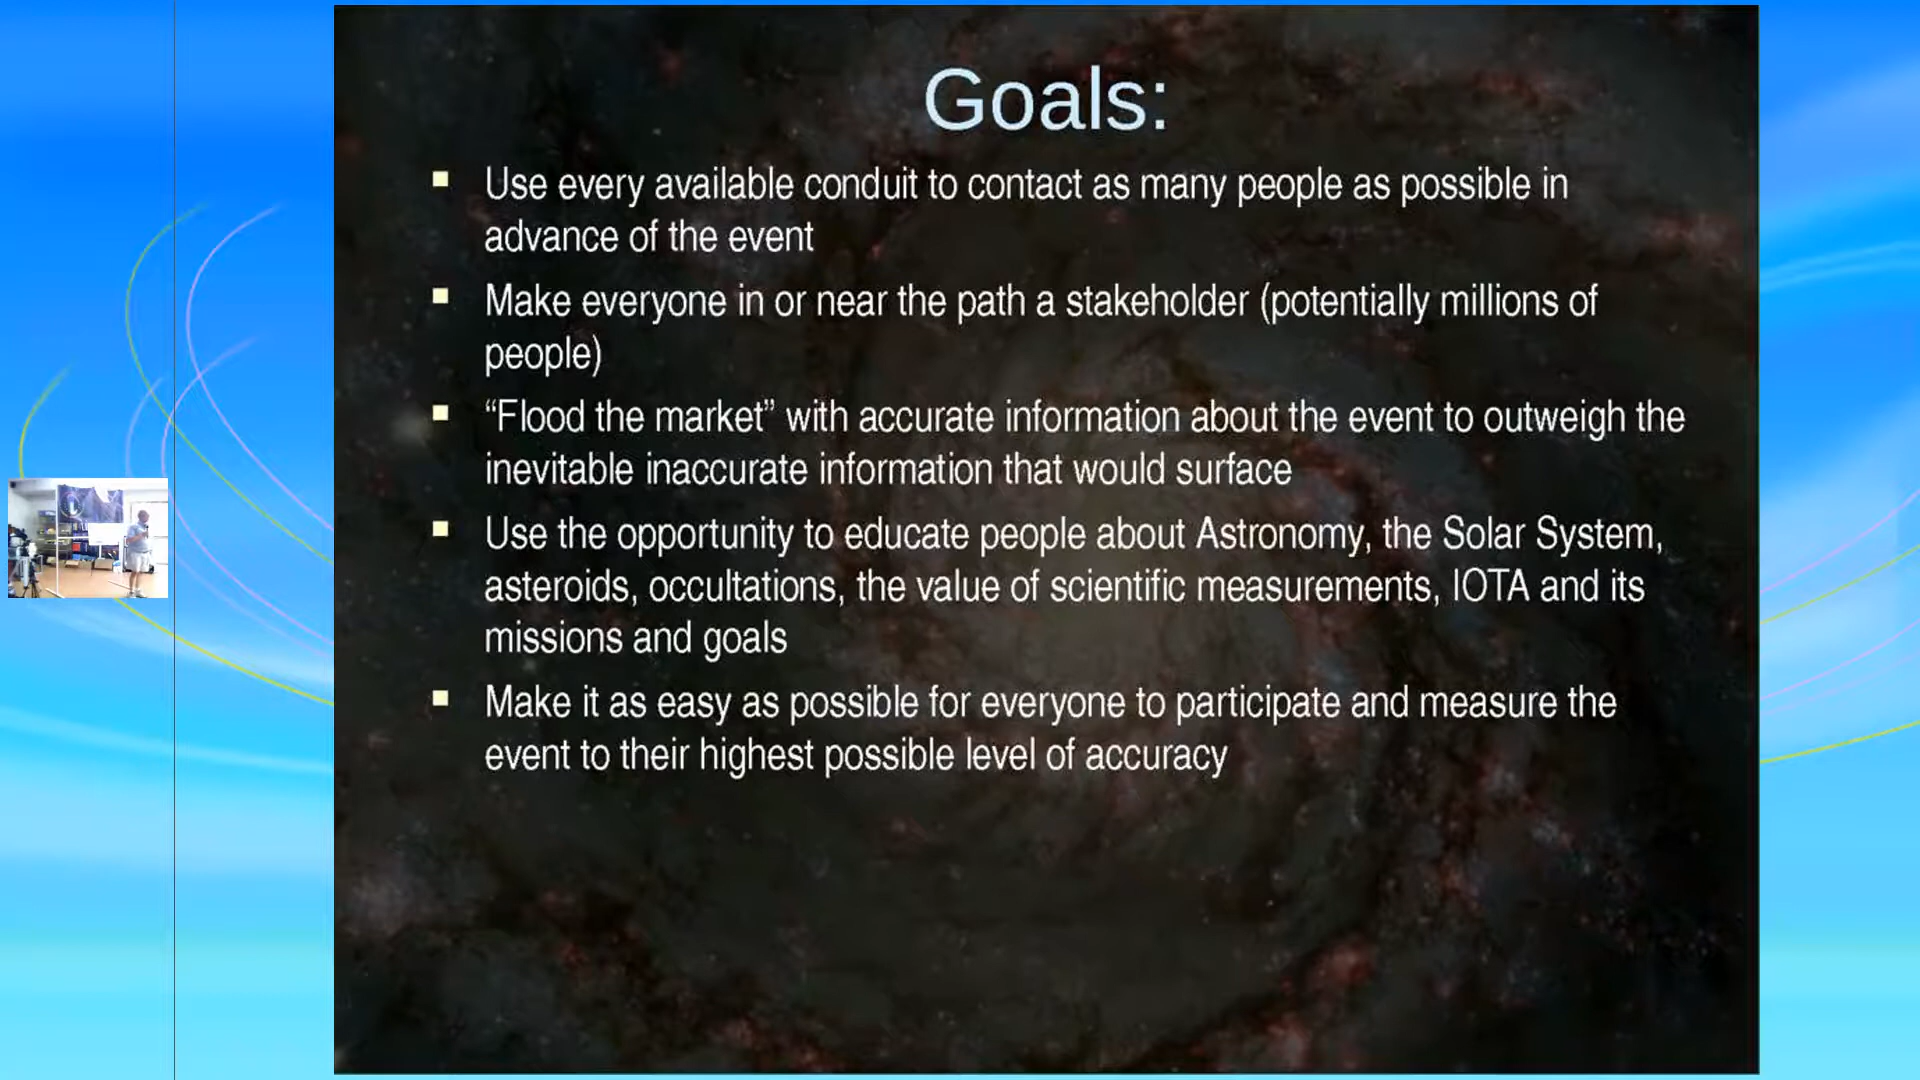 Goals:
Use every available conduit to contact as many people as possible in
advance of the event
Make everyone in or near the path a stakeholder (potentially millions of
people)
“Flood the market” with accurate information about the event to outweigh the
inevitable inaccurate information that would surface
Use the opportunity to educate people about Astronomy, the Solar System,
asteroids, occultations, the value of scientific measurements, IOTA and its
missions and goals
Make it as easy as possible for everyone to participate and measure the
event to their highest possible level of accuracy